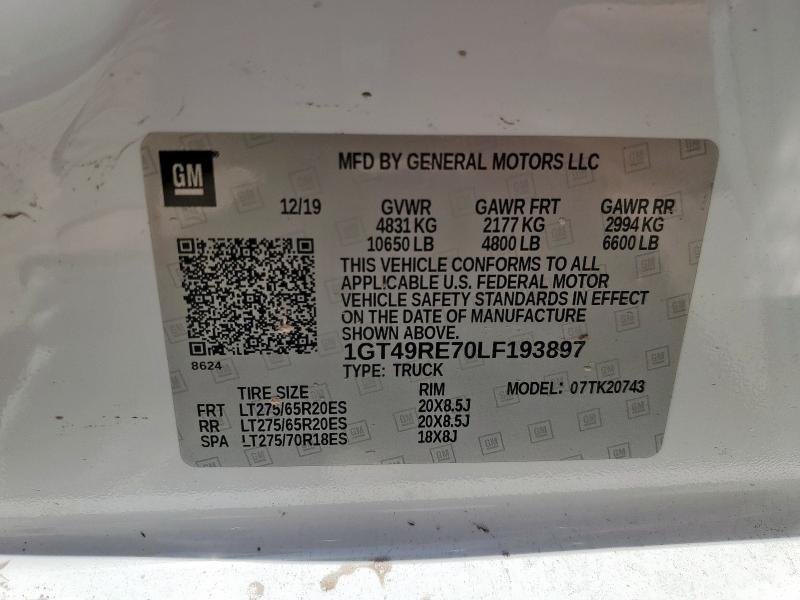 GM
MFD BY GENERAL MOTORS LLC
12/19 GVWR GAWR FRT GAWR RR
4831 KG 2177 KG 2994 KG
10650 LB 4800 LB 6600 LB
THIS VEHICLE CONFORMS TO ALL
APPLICABLE U.S. FEDERAL MOTOR
VEHICLE SAFETY STANDARDS IN EFFECT
ON THE DATE OF MANUFACTURE
SHOWN ABOVE.
8624
1GT49RE70LF193897
TYPE: TRUCK
TIRE SIZE RIM MODEL: 07TK20743
FRT LT275/65R20ES 20X8.5J
RR LT275/65R20ES 20X8.5J
SPA LT275/70R18ES 18X8J